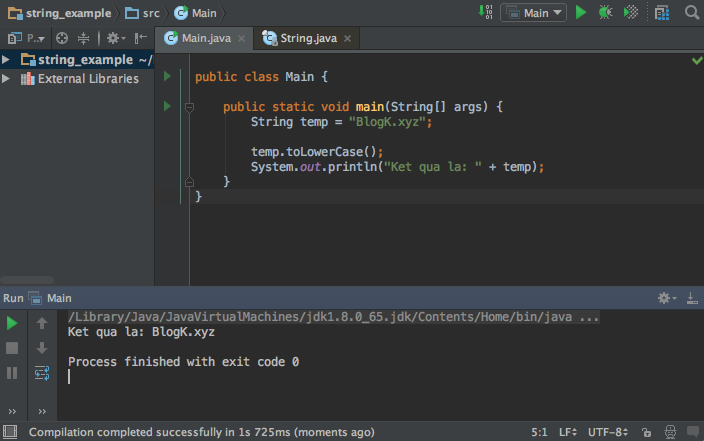 string_example src Main
Main
P...
Main.java
String.java
string_example ~/
External Libraries
public class Main {
public static void main(String[] args) {
String temp = "BlogK.xyz";
temp.toLowerCase();
System.out.println("Ket qua la: " + temp);
}
}
Run Main
/Library/Java/JavaVirtualMachines/jdk1.8.0_65.jdk/Contents/Home/bin/java ...
Ket qua la: BlogK.xyz
Process finished with exit code 0
Compilation completed successfully in 1s 725ms (moments ago) 5:1 LF UTF-8